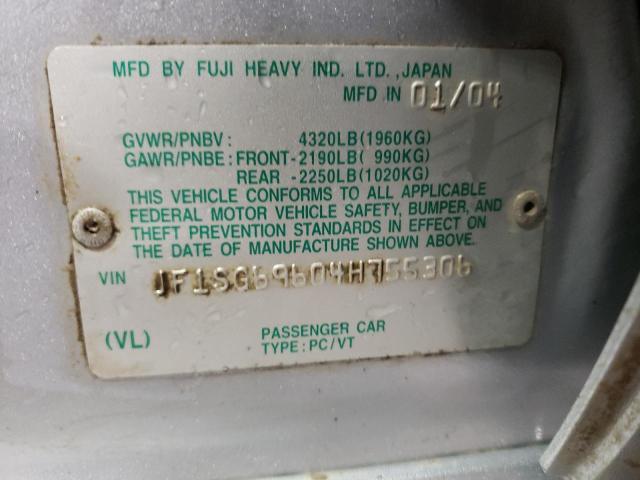 MFD BY FUJI HEAVY IND. LTD.,JAPAN
MFD IN 01/04
GVWR/PNBV: 4320LB(1960KG)
GAWR/PNBE: FRONT-2190LB( 990KG)
REAR -2250LB(1020KG)
THIS VEHICLE CONFORMS TO ALL APPLICABLE
FEDERAL MOTOR VEHICLE SAFETY, BUMPER, AND
THEFT PREVENTION STANDARDS IN EFFECT ON
THE DATE OF MANUFACTURE SHOWN ABOVE.
VIN JF1SG69604H755306
(VL) PASSENGER CAR
TYPE:PC/VT